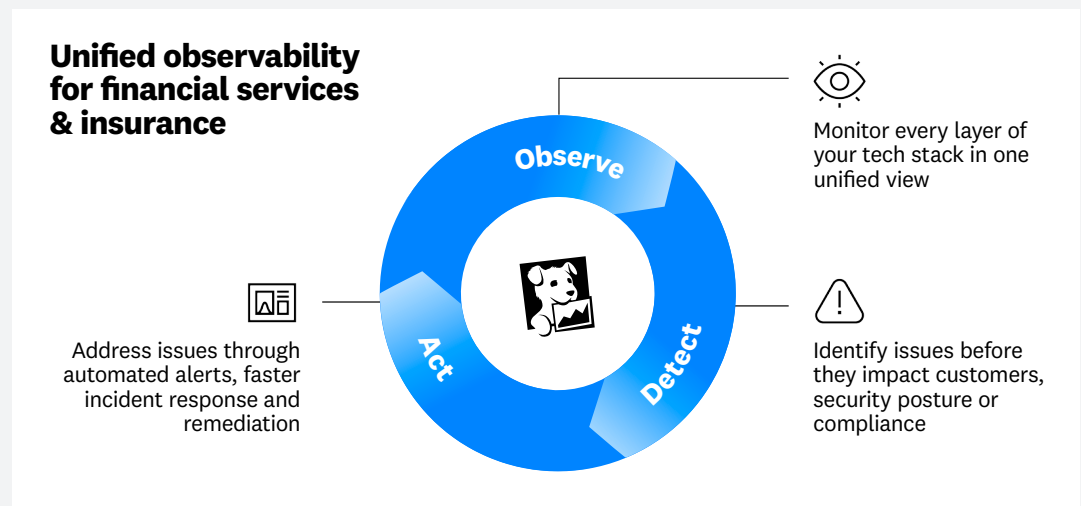 Unified observability
for financial services
& insurance
Observe
Monitor every layer of
your tech stack in one
unified view
Detect
Identify issues before
they impact customers,
security posture or
compliance
Act
Address issues through
automated alerts, faster
incident response and
remediation